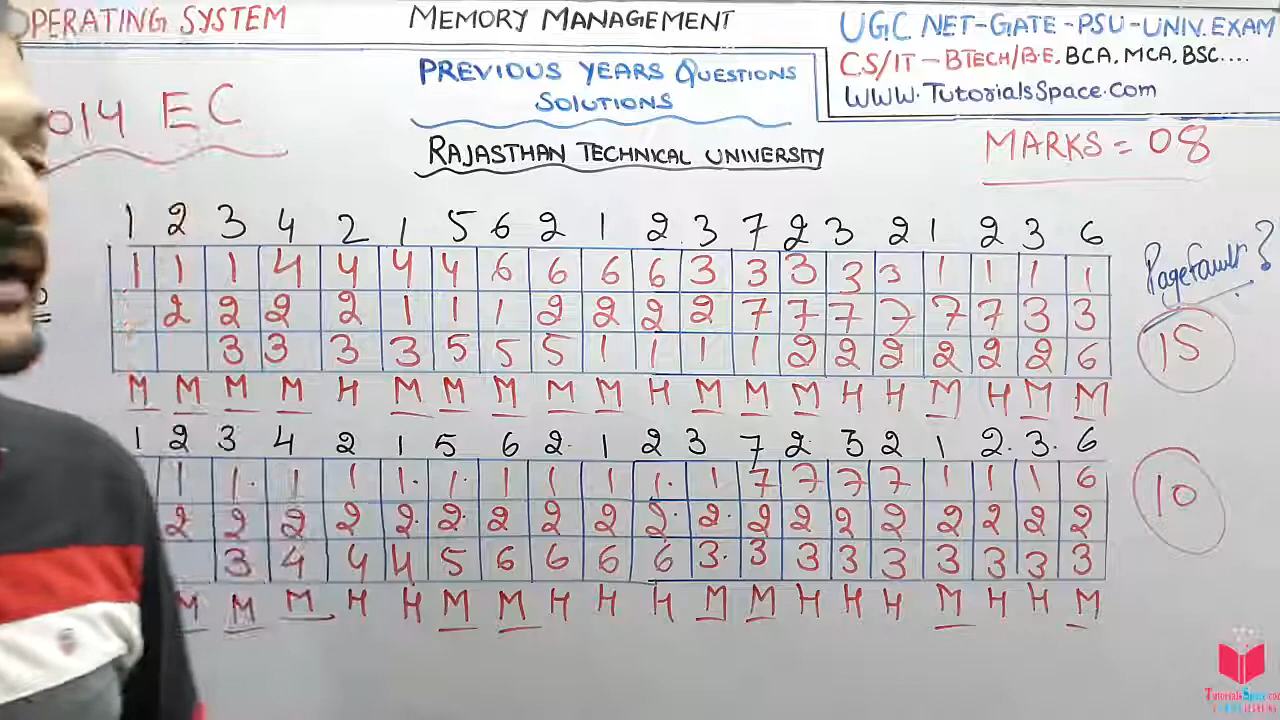 OPERATING SYSTEM
MEMORY MANAGEMENT
UGC NET-GATE-PSU-UNIV.EXAM
CS/IT-BTECH/B.E, BCA, MCA, BSC....
WWW.TutorialsSpace.Com
PREVIOUS YEARS QUESTIONS
SOLUTIONS
014 EC
RAJASTHAN TECHNICAL UNIVERSITY
MARKS = 08
1 2 3 4 2 1 5 6 2 1 2 3 7 2 3 2 1 2 3 6
1 1 1 4 4 4 4 6 6 6 6 3 3 3 3 3 1 1 1 1
2 2 2 2 1 1 1 2 2 2 2 7 7 7 7 7 7 3 3
3 3 3 3 5 5 5 1 1 1 1 2 2 2 2 2 2 6
M M M M H M M M M M H M M M H H M H M M
Pagefault?
15
1 2 3 4 2 1 5 6 2 1 2 3 7 2 3 2 1 2 3 6
1 1 1 1 1 1 1 1 1 1 1 7 7 7 7 1 1 1 6
2 2 2 2 2 2 2 2 2 2 2 2 2 2 2 2 2 2 2
3 4 4 4 5 6 6 6 6 3 3 3 3 3 3 3 3 3
M M M H H M M H H H M M H H H M H H M
10
TutorialsSpace.com